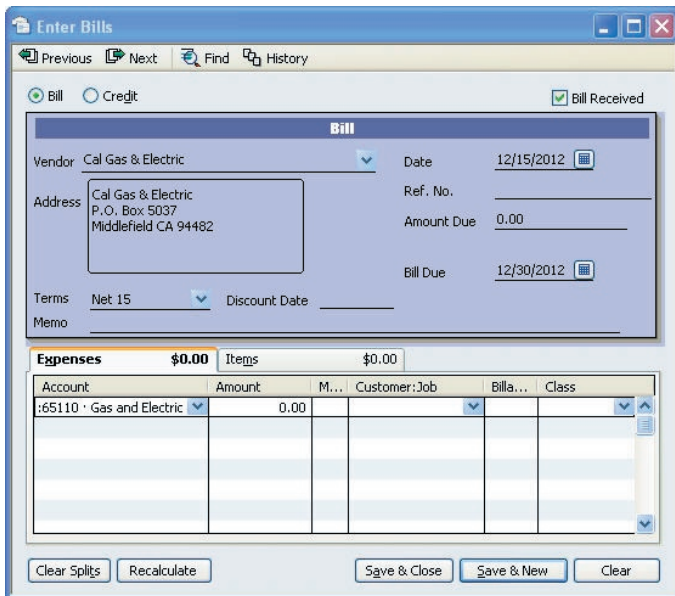 Enter Bills
Previous Next Find History
Bill Credit Bill Received
Bill
Vendor Cal Gas & Electric Date 12/15/2012
Address Cal Gas & Electric Ref. No.
P.O. Box 5037
Middlefield CA 94482 Amount Due 0.00
Bill Due 12/30/2012
Terms Net 15 Discount Date
Memo
Expenses $0.00 Items $0.00
Account Amount M... Customer:Job Billa... Class
:65110 · Gas and Electric 0.00
Clear Splits Recalculate Save & Close Save & New Clear